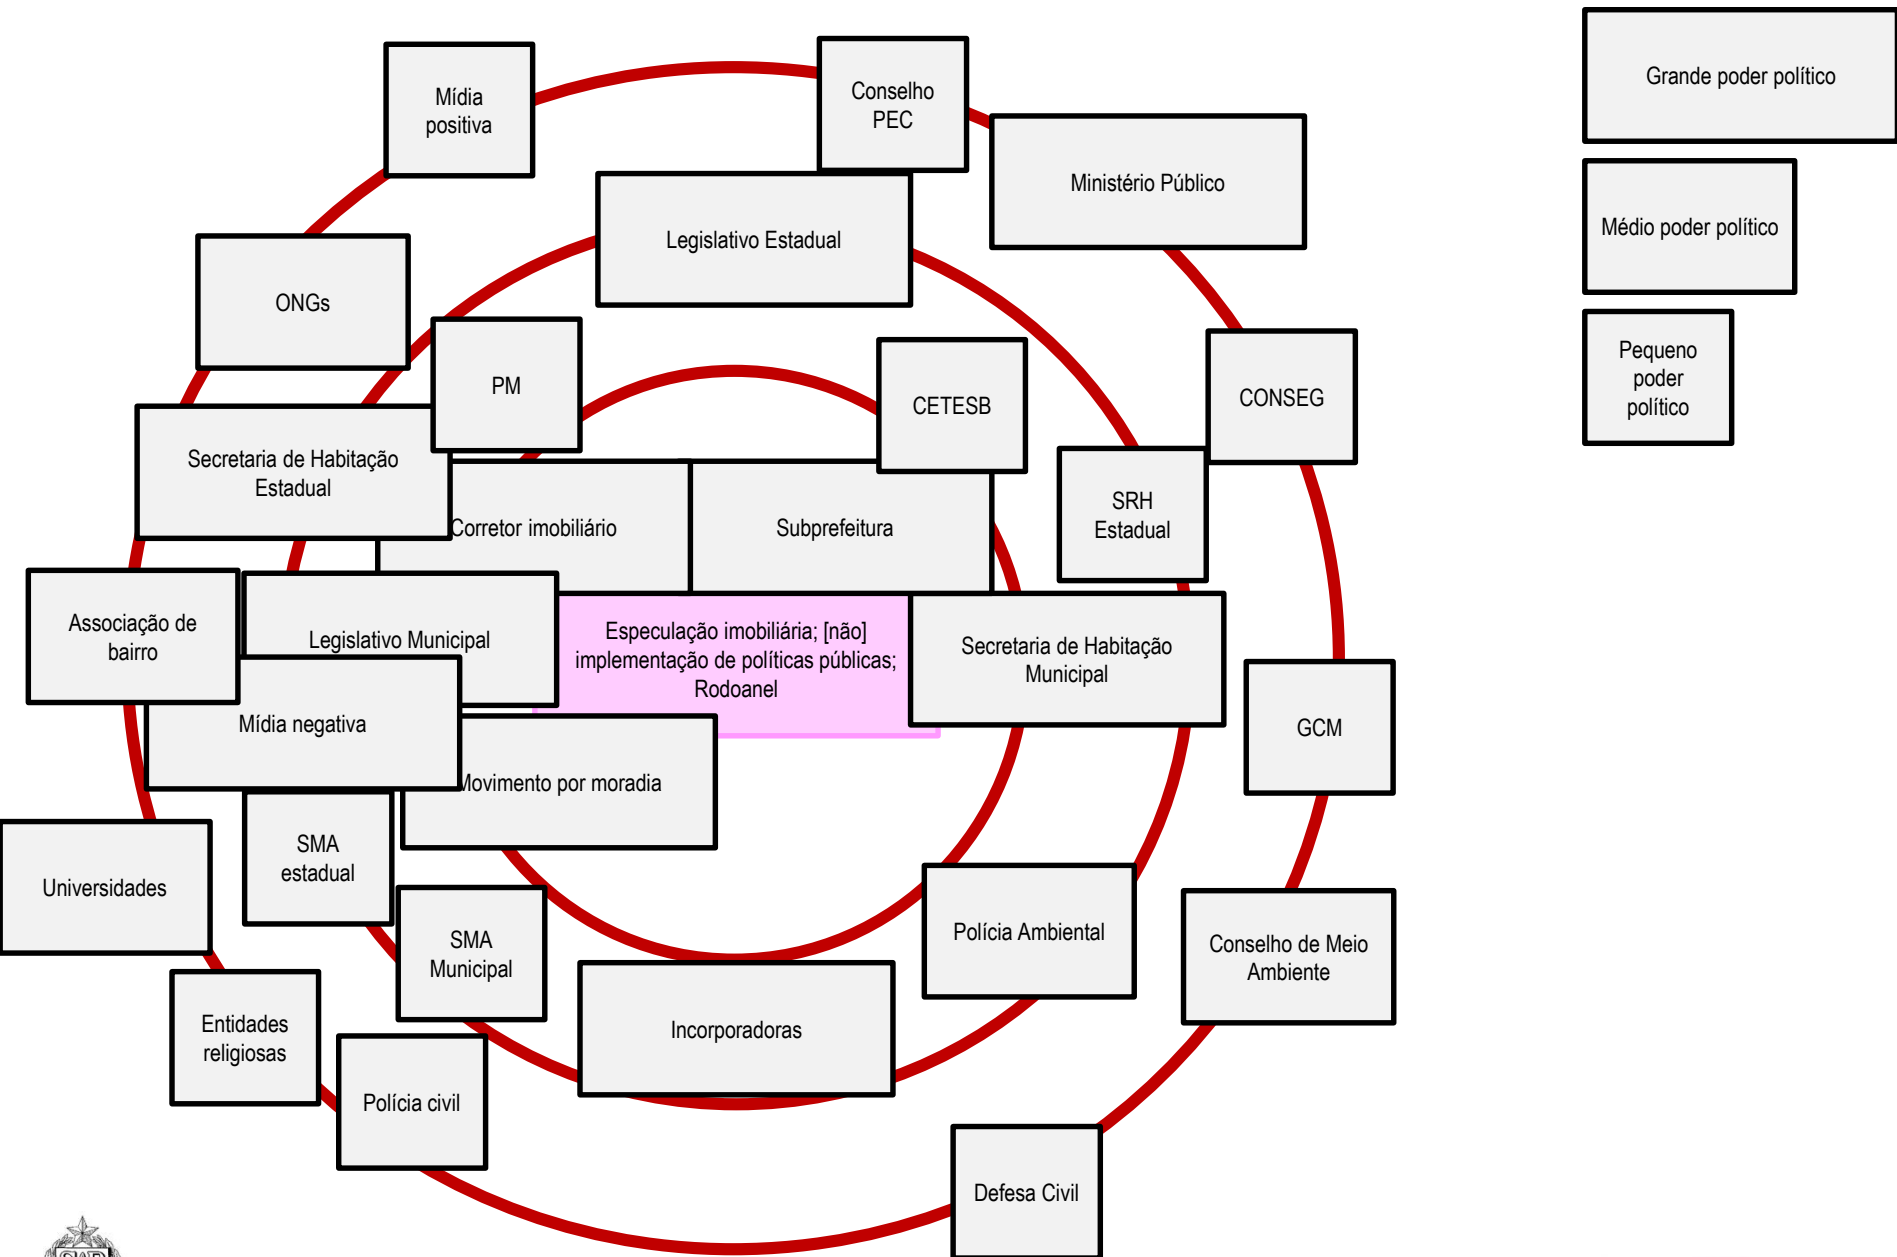 Mídia
positiva
Conselho
PEC
Grande poder político
Ministério Público
Legislativo Estadual
Médio poder político
ONGs
PM
CETESB
CONSEG
Pequeno
poder
político
Secretaria de Habitação
Estadual
Corretor imobiliário
Subprefeitura
SRH
Estadual
Associação de
bairro
Legislativo Municipal
Especulação imobiliária; [não]
implementação de políticas públicas;
Rodoanel
Secretaria de Habitação
Municipal
Mídia negativa
GCM
Movimento por moradia
SMA
estadual
Universidades
SMA
Municipal
Polícia Ambiental
Conselho de Meio
Ambiente
Entidades
religiosas
Incorporadoras
Polícia civil
Defesa Civil